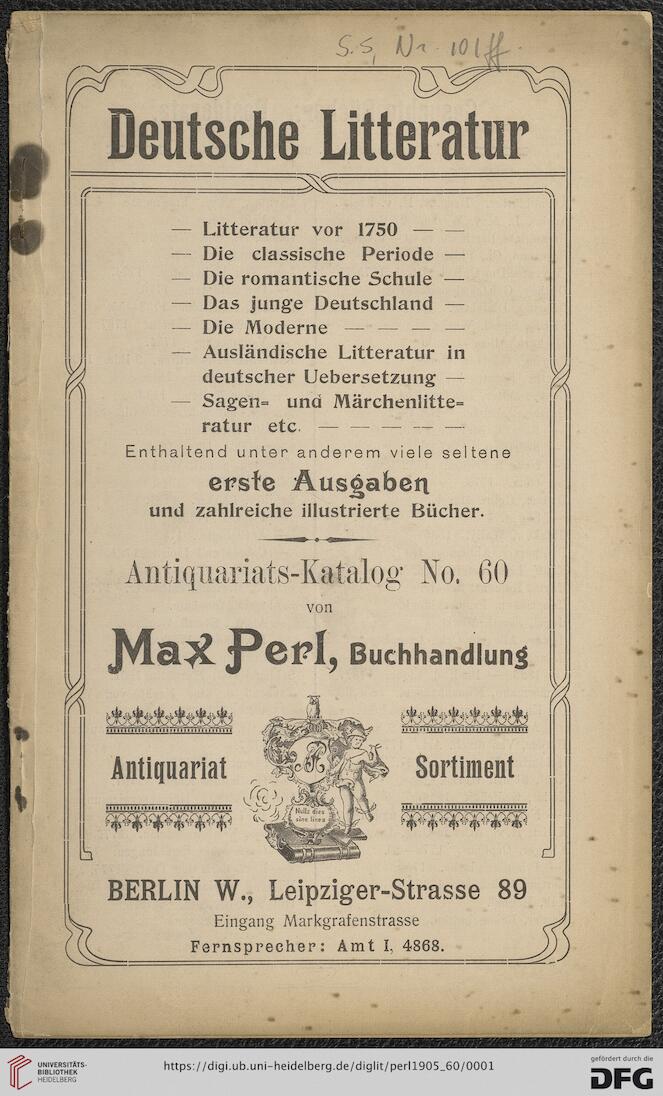 S. S, Nr. 101ff.
Deutsche Litteratur
— Litteratur vor 1750 — —
— Die classische Periode —
— Die romantische Schule —
— Das junge Deutschland —
— Die Moderne — — — —
— Ausländische Litteratur in
deutscher Uebersetzung —
— Sagen= und Märchenlitte=
ratur etc. — — — — —
Enthaltend unter anderem viele seltene
erste Ausgaben
und zahlreiche illustrierte Bücher.
Antiquariats-Katalog No. 60
von
Max Perl, Buchhandlung
Antiquariat
Sortiment
Nulla dies
sine linea
BERLIN W., Leipziger-Strasse 89
Eingang Markgrafenstrasse
Fernsprecher: Amt I, 4868.
UNIVERSITÄTS-
BIBLIOTHEK
HEIDELBERG
https://digi.ub.uni-heidelberg.de/diglit/perl1905_60/0001
gefördert durch die
DFG